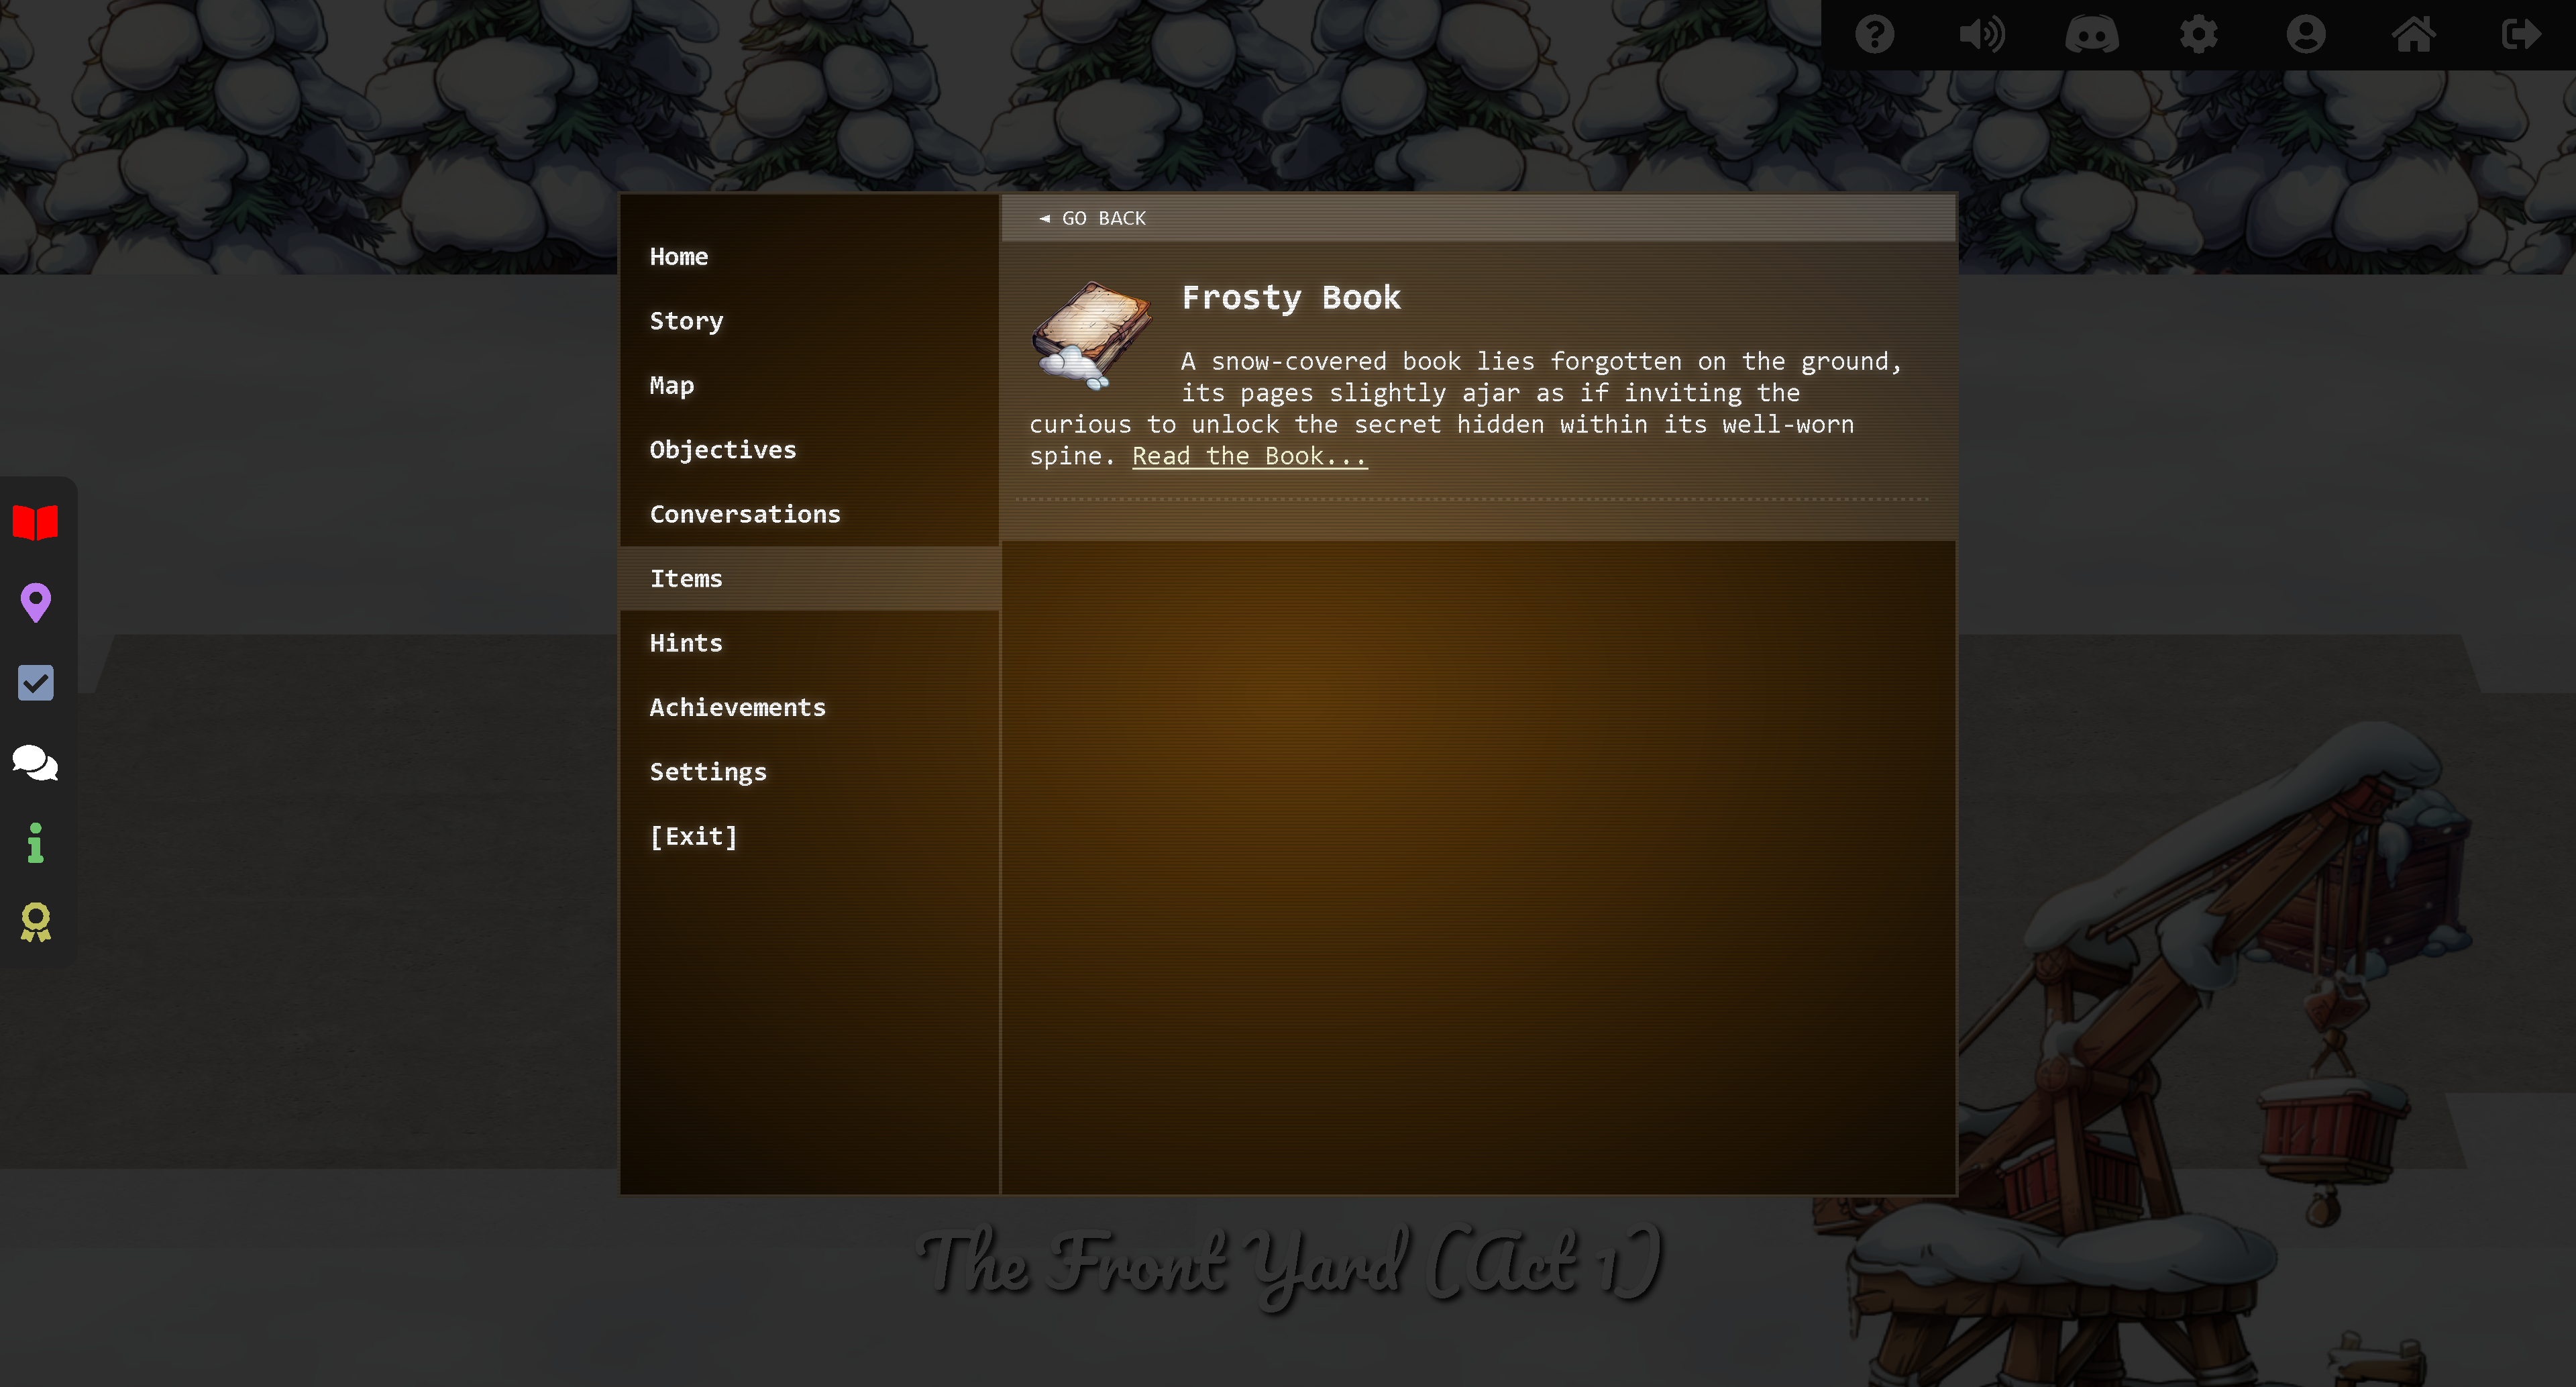 Home
Story
Map
Objectives
Conversations
Items
Hints
Achievements
Settings
[Exit]
◄ GO BACK
Frosty Book
A snow-covered book lies forgotten on the ground,
its pages slightly ajar as if inviting the
curious to unlock the secret hidden within its well-worn
spine. Read the Book...
The Front Yard (Act 1)